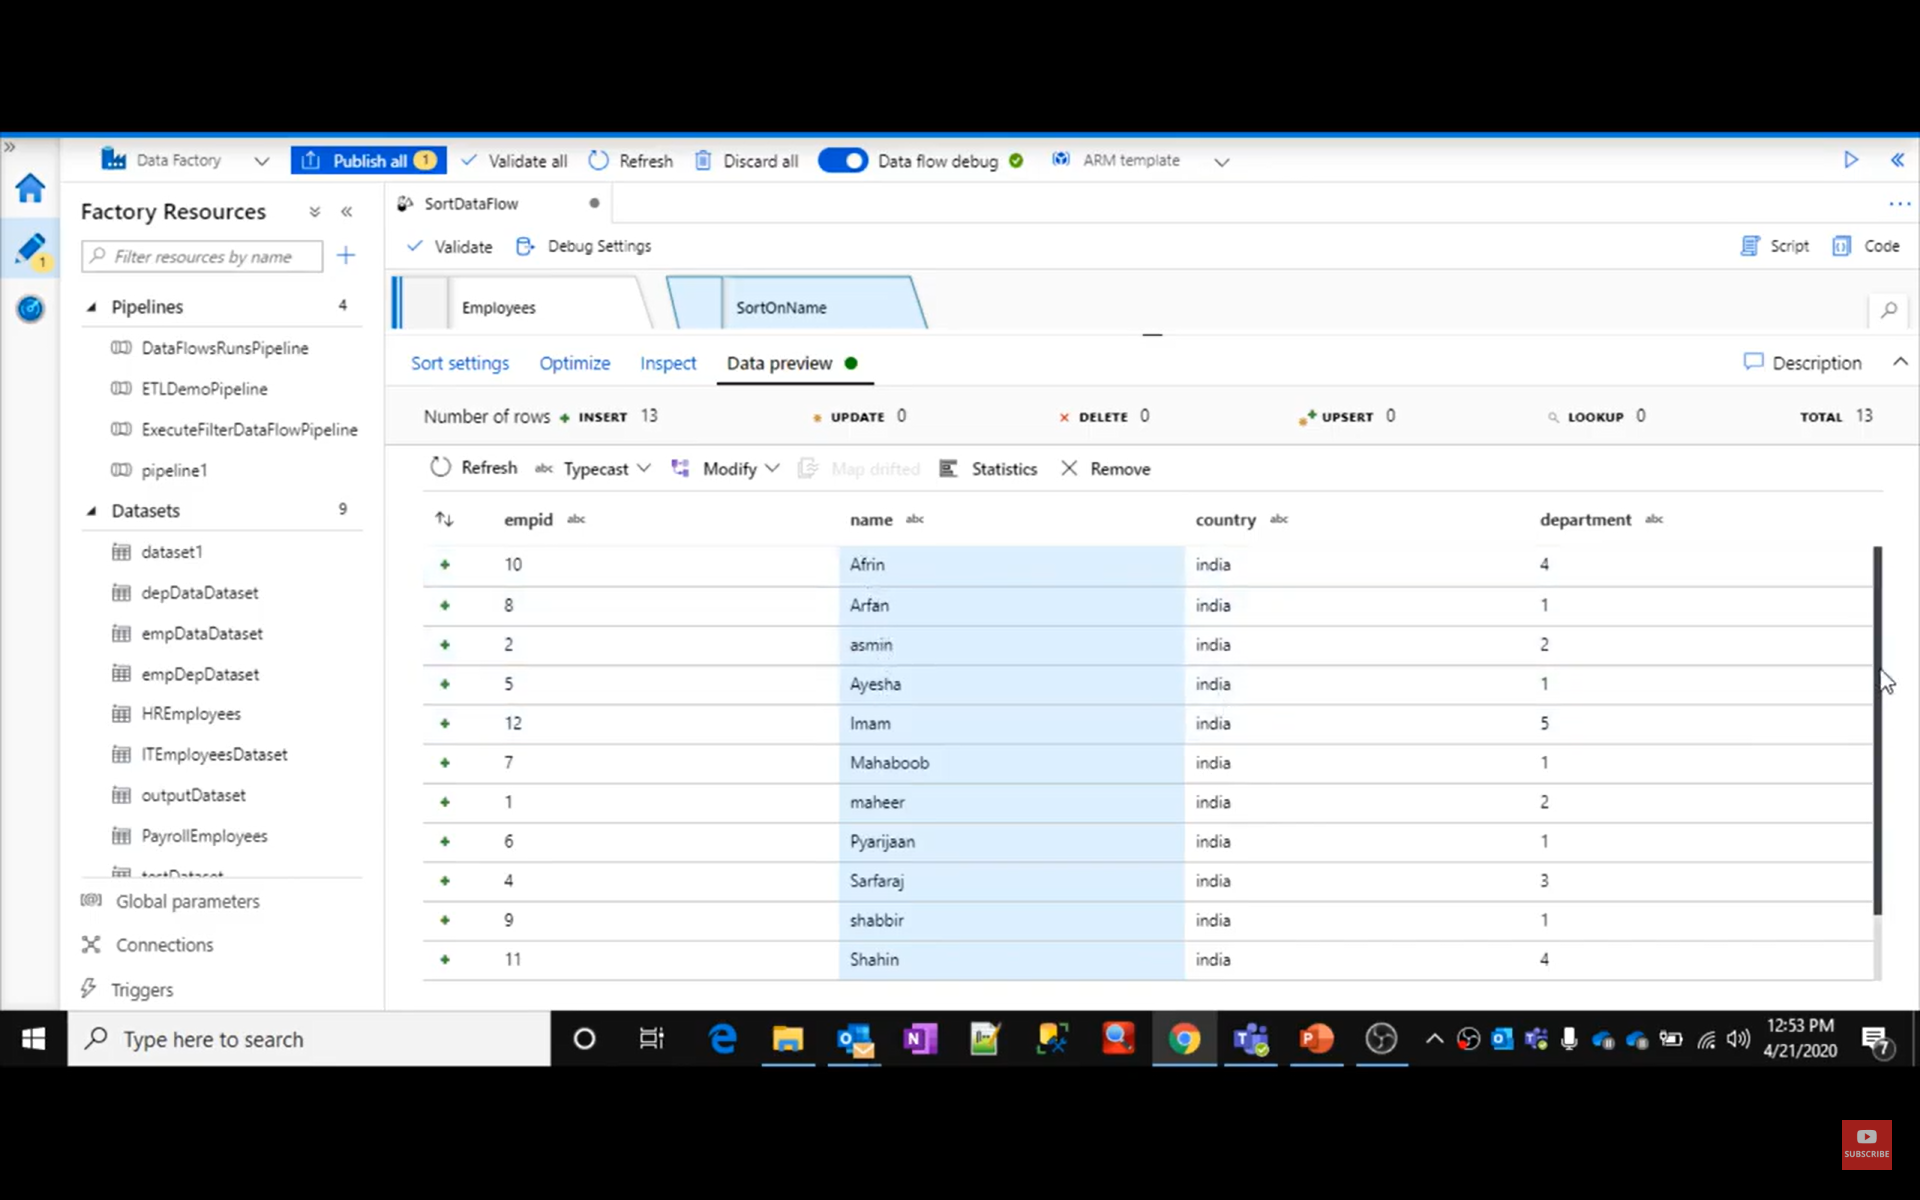 Data Factory
Publish all 1
Validate all
Refresh
Discard all
Data flow debug
ARM template
Factory Resources
SortDataFlow
Filter resources by name
Validate
Debug Settings
Script
Code
1
Pipelines 4
Employees
SortOnName
DataFlowsRunsPipeline
ETLDemoPipeline
ExecuteFilterDataFlowPipeline
pipeline1
Sort settings
Optimize
Inspect
Data preview
Description
Number of rows
INSERT 13
UPDATE 0
DELETE 0
UPSERT 0
LOOKUP 0
TOTAL 13
Refresh
abc Typecast
Modify
Map drifted
Statistics
Remove
Datasets 9
dataset1
depDataDataset
empDataDataset
empDepDataset
HREmployees
ITEmployeesDataset
outputDataset
PayrollEmployees
testDataset
Global parameters
Connections
Triggers
empid abc name abc country abc department abc
10 Afrin india 4
8 Arfan india 1
2 asmin india 2
5 Ayesha india 1
12 Imam india 5
7 Mahaboob india 1
1 maheer india 2
6 Pyarijaan india 1
4 Sarfaraj india 3
9 shabbir india 1
11 Shahin india 4
Type here to search
12:53 PM
4/21/2020
7
SUBSCRIBE